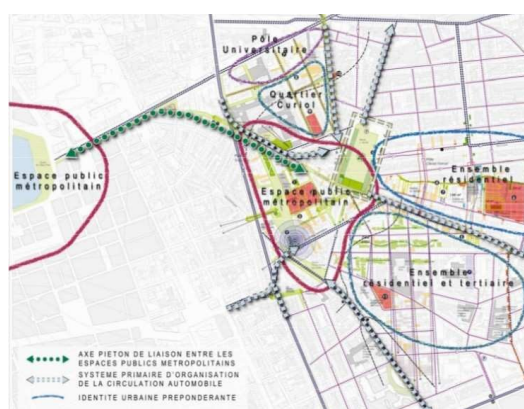 Pôle
Universitaire
Quartier
Curiol
Espace public
métropolitain
Espace public
métropolitain
Ensemble
résidentiel
Ensemble
résidentiel et tertiaire
AXE PIETON DE LIAISON ENTRE LES
ESPACES PUBLICS METROPOLITAINS
SYSTEME PRIMAIRE D'ORGANISATION
DE LA CIRCULATION AUTOMOBILE
IDENTITE URBAINE PREPONDERANTE